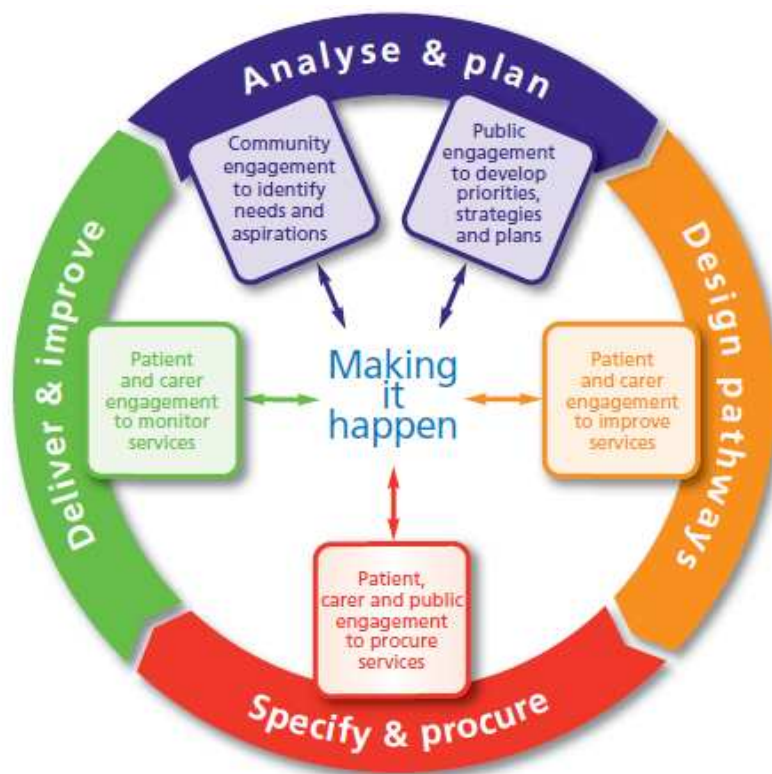 Analyse & plan
Community
engagement
to identify
needs and
aspirations
Public
engagement
to develop
priorities,
strategies
and plans
Design pathways
Patient
and carer
engagement
to improve
services
Specify & procure
Patient,
carer and public
engagement
to procure
services
Deliver & improve
Patient
and carer
engagement
to monitor
services
Making
it
happen